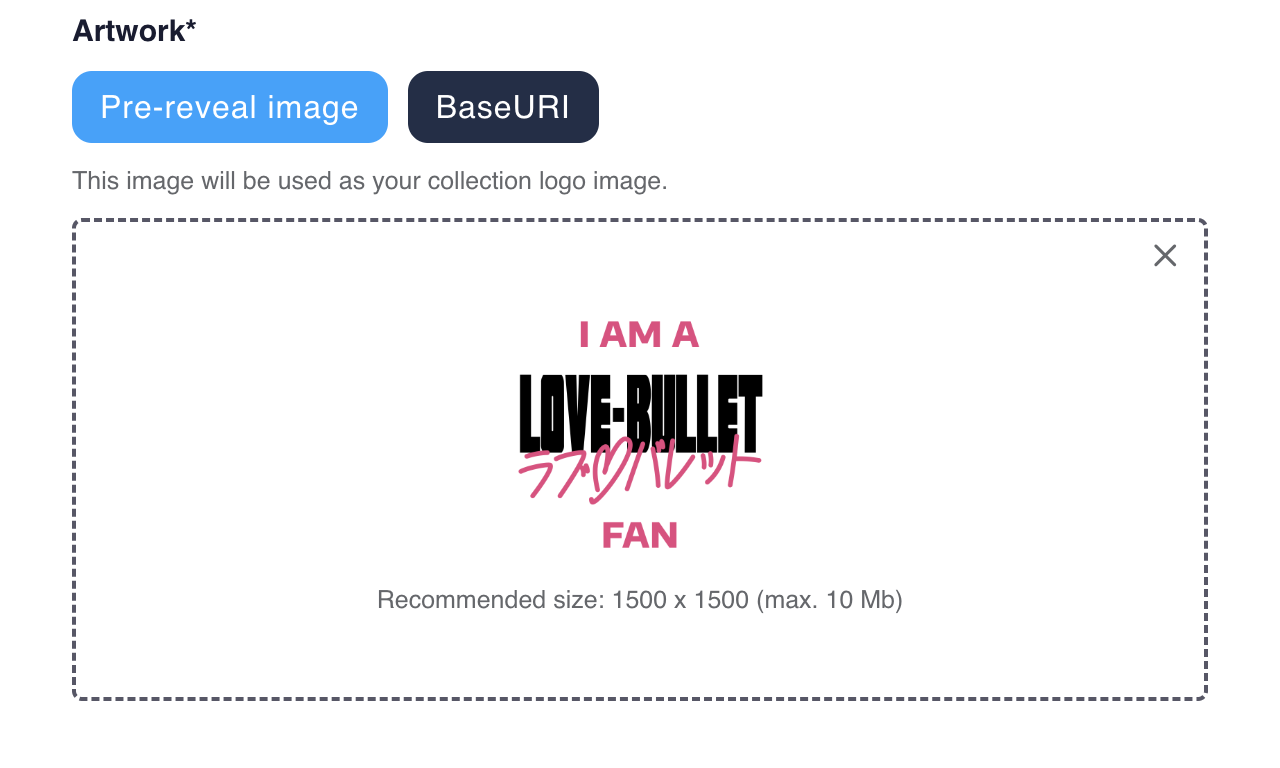 Artwork*
Pre-reveal image
BaseURI
This image will be used as your collection logo image.
I AM A
LOVE-BULLET
ラブ♡バレット
FAN
Recommended size: 1500 x 1500 (max. 10 Mb)